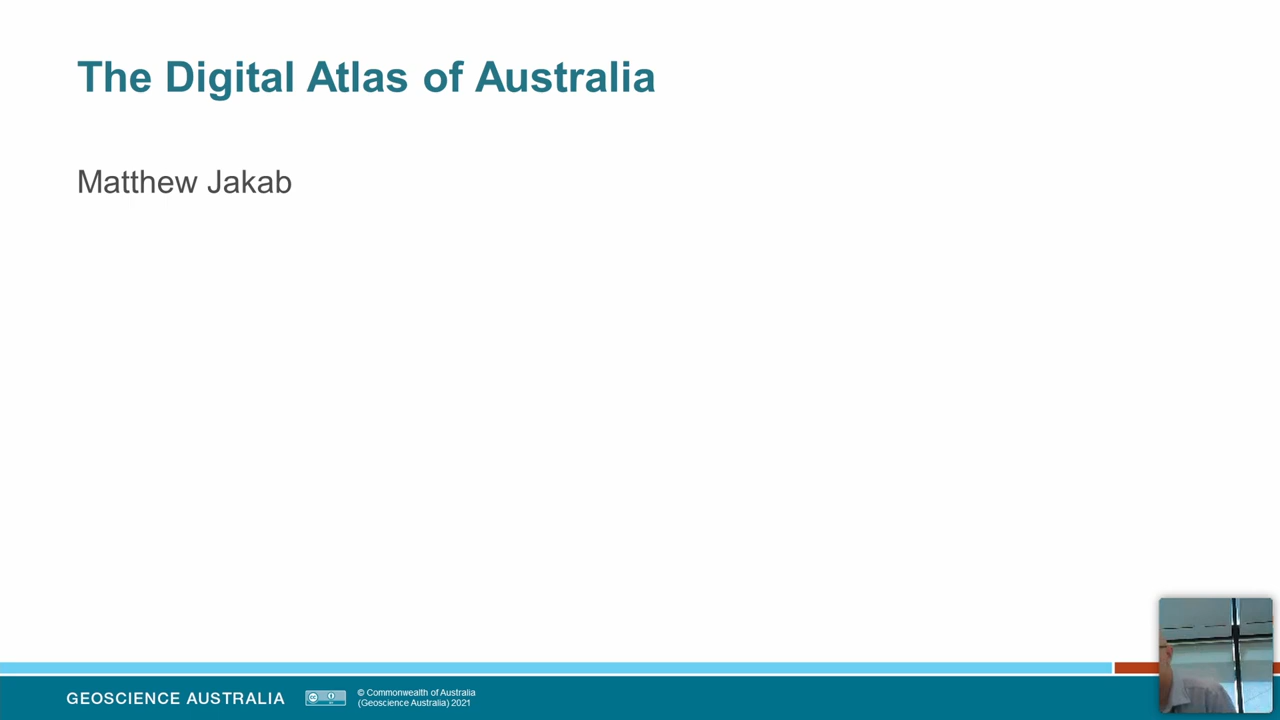 The Digital Atlas of Australia
Matthew Jakab
GEOSCIENCE AUSTRALIA
© Commonwealth of Australia
(Geoscience Australia) 2021